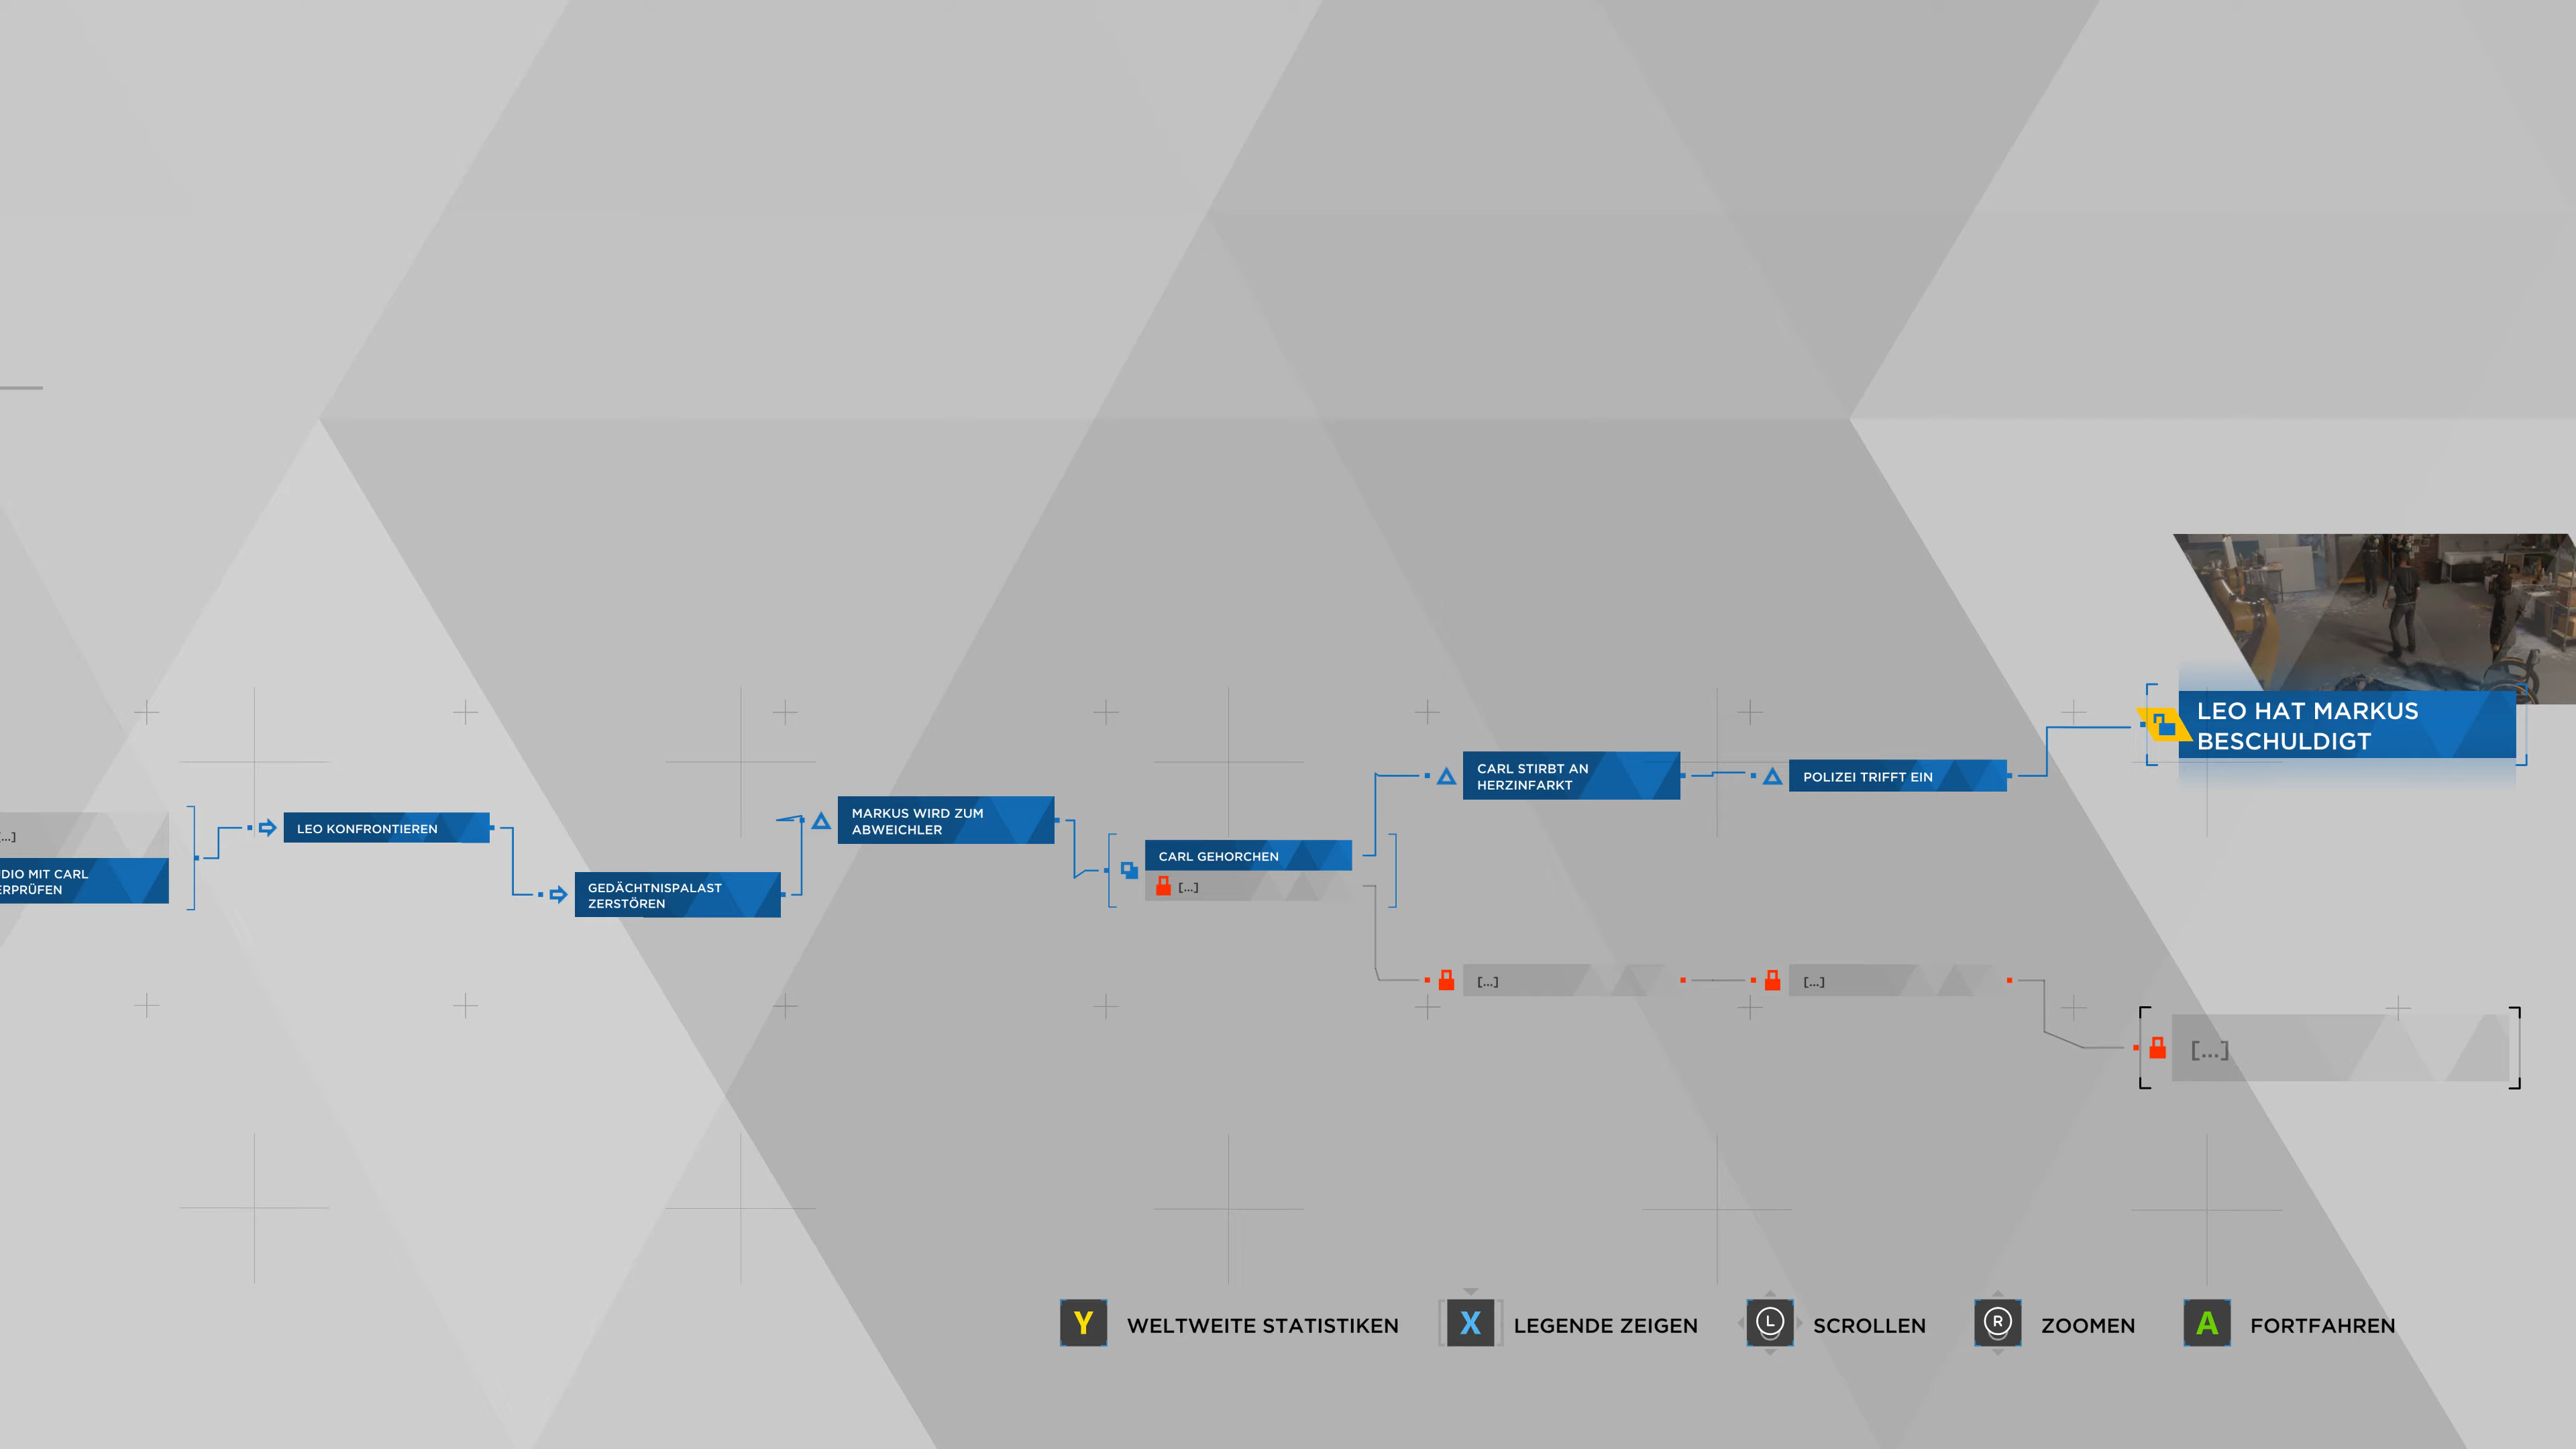 LEO HAT MARKUS
BESCHULDIGT
CARL STIRBT AN
HERZINFARKT
POLIZEI TRIFFT EIN
MARKUS WIRD ZUM
ABWEICHLER
LEO KONFRONTIEREN
...]
DIO MIT CARL
ERPRÜFEN
GEDÄCHTNISPALAST
ZERSTÖREN
CARL GEHORCHEN
[...]
[...]
[...]
[...]
Y WELTWEITE STATISTIKEN
X LEGENDE ZEIGEN
L SCROLLEN
R ZOOMEN
A FORTFAHREN